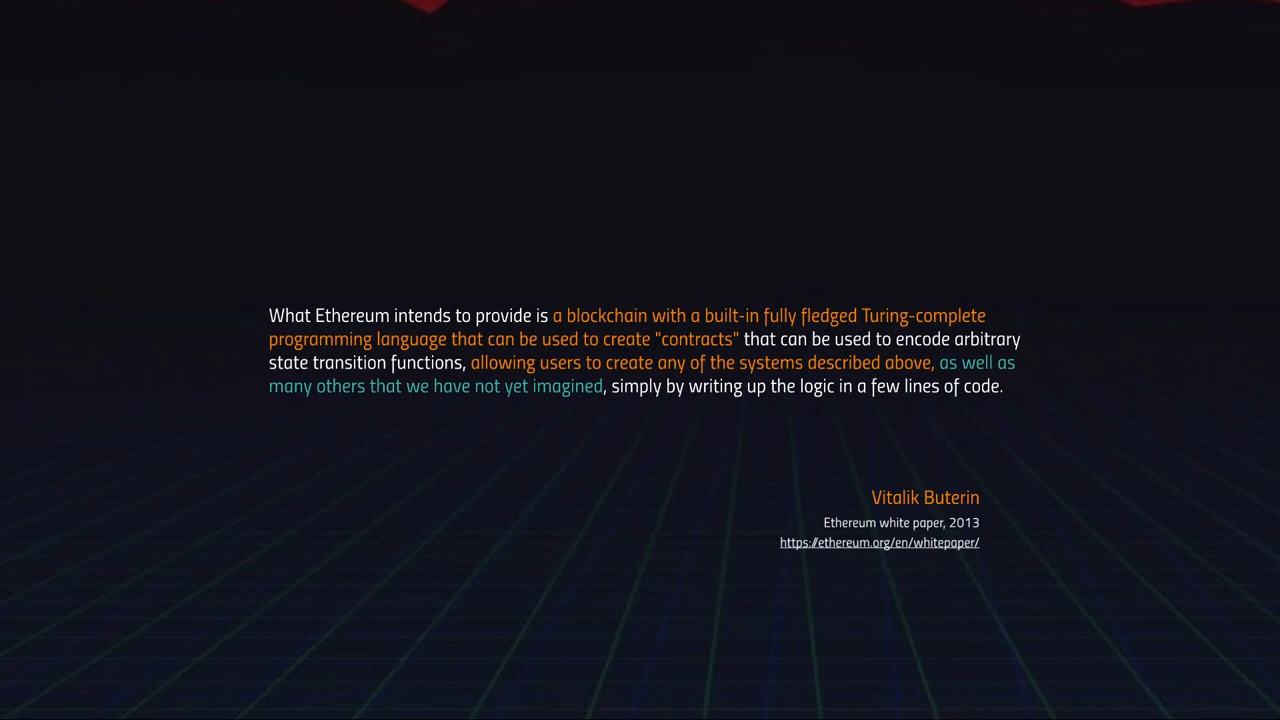 What Ethereum intends to provide is a blockchain with a built-in fully fledged Turing-complete
programming language that can be used to create "contracts" that can be used to encode arbitrary
state transition functions, allowing users to create any of the systems described above, as well as
many others that we have not yet imagined, simply by writing up the logic in a few lines of code.
Vitalik Buterin
Ethereum white paper, 2013
https://ethereum.org/en/whitepaper/